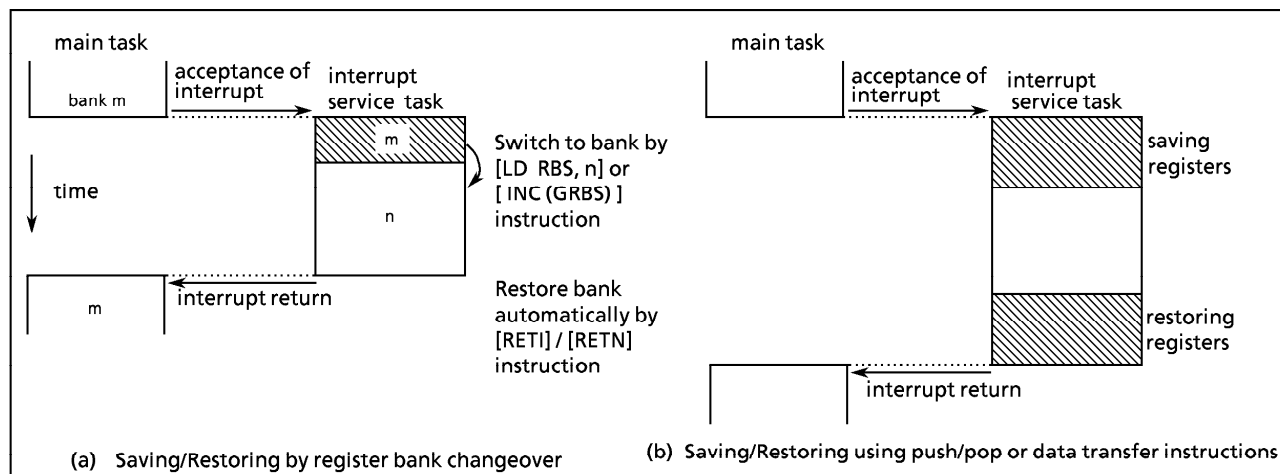 main task
acceptance of
interrupt
interrupt
service task
bank m
m
Switch to bank by
[LD RBS, n] or
[ INC (GRBS) ]
instruction
time
n
interrupt return
m
Restore bank
automatically by
[RETI] / [RETN]
instruction
(a) Saving/Restoring by register bank changeover
main task
acceptance of
interrupt
interrupt
service task
saving
registers
restoring
registers
interrupt return
(b) Saving/Restoring using push/pop or data transfer instructions